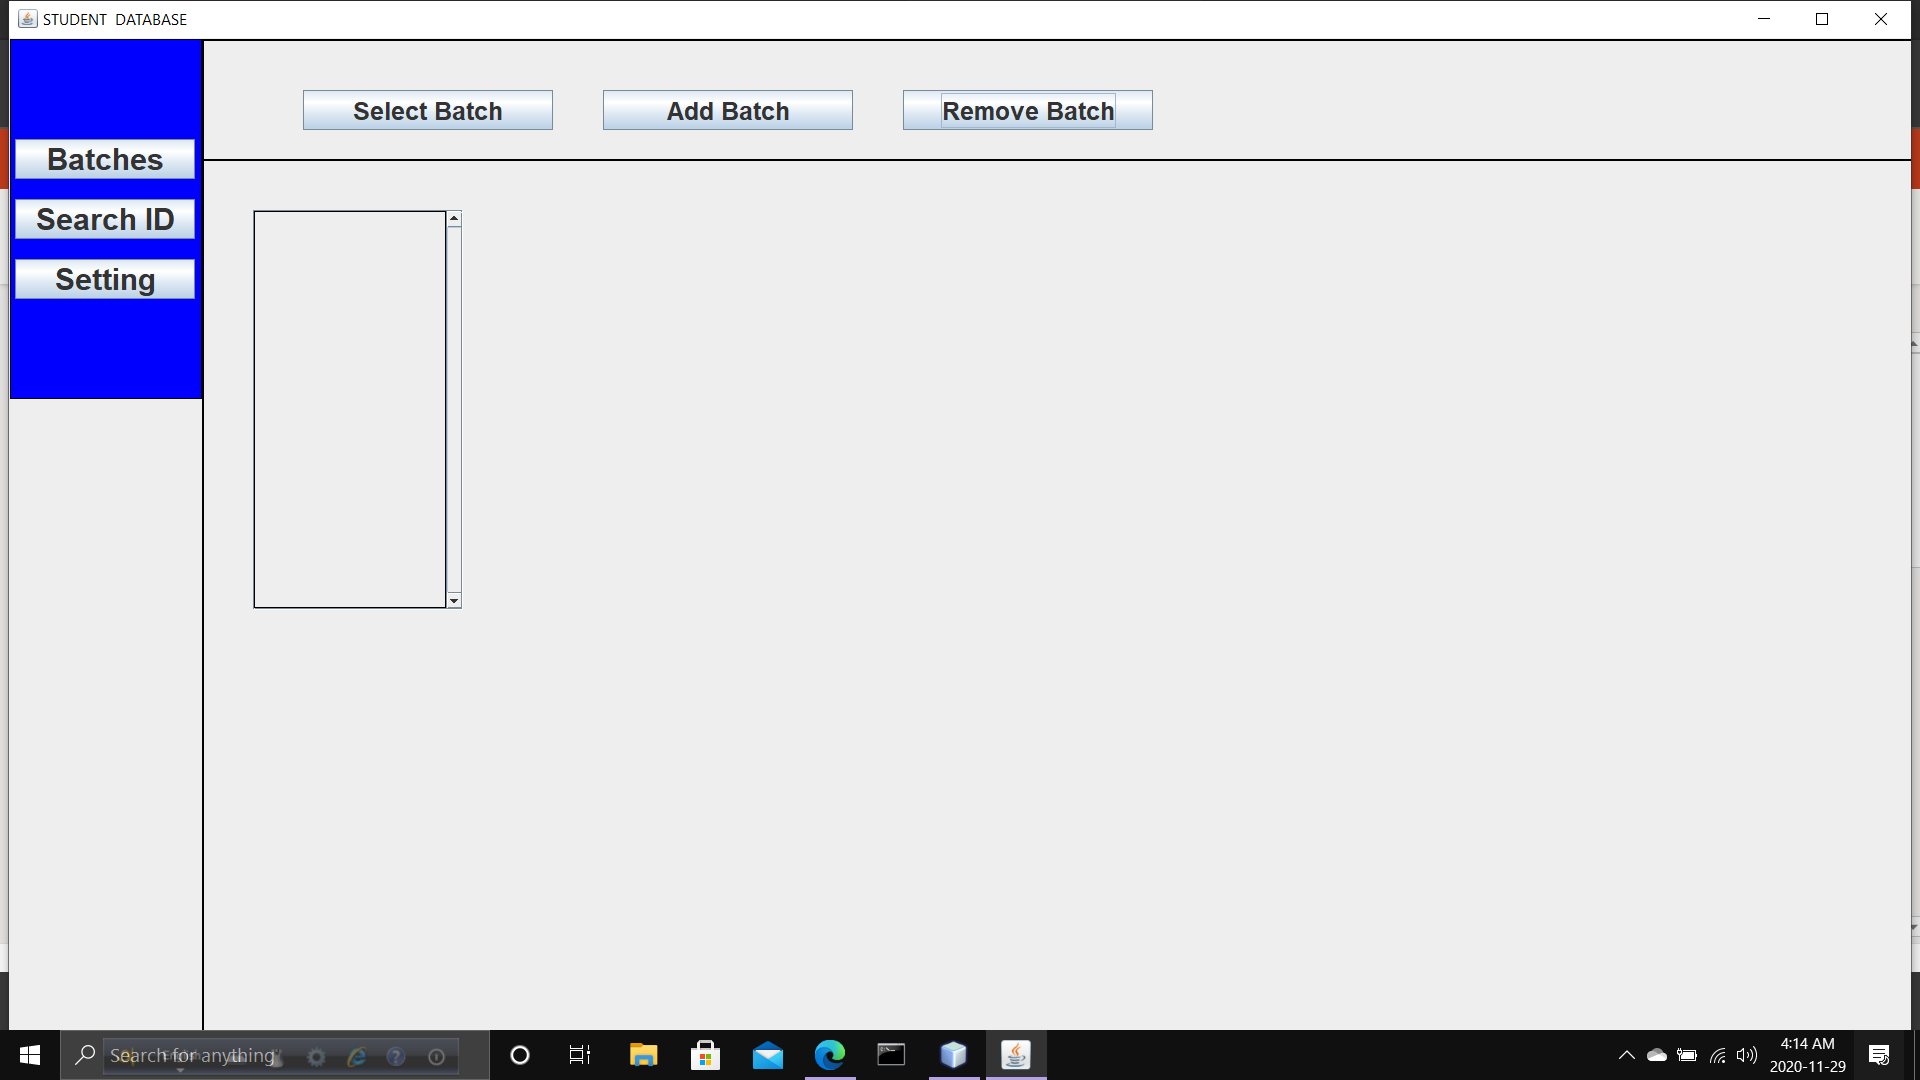 STUDENT  DATABASE
Select Batch
Add Batch
Remove Batch
Batches
Search ID
Setting
Search for anything
4:14 AM
2020-11-29